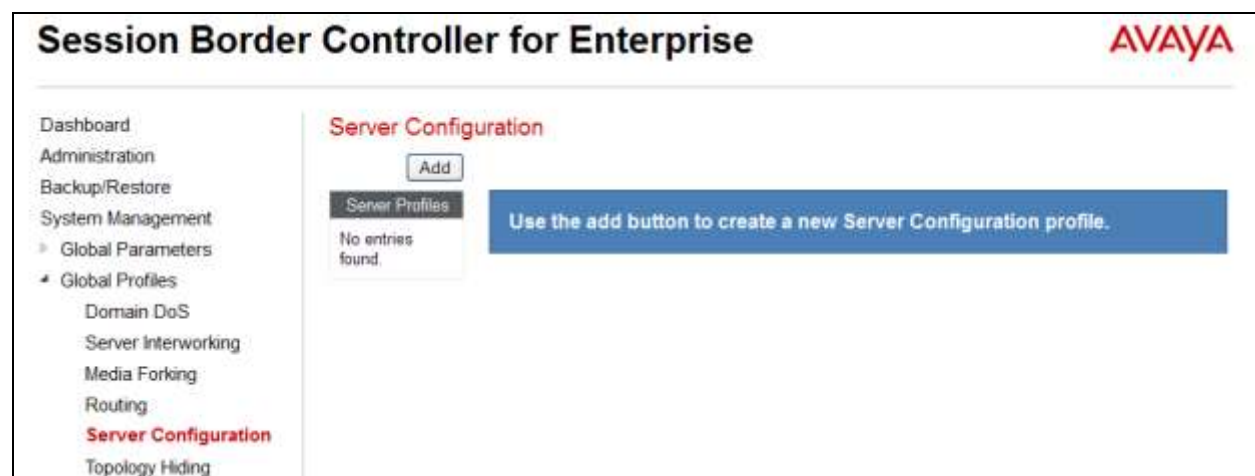 Session Border Controller for Enterprise
AVAYA
Dashboard
Administration
Backup/Restore
System Management
Global Parameters
Global Profiles
Domain DoS
Server Interworking
Media Forking
Routing
Server Configuration
Topology Hiding
Server Configuration
Add
Server Profiles
No entries
found.
Use the add button to create a new Server Configuration profile.